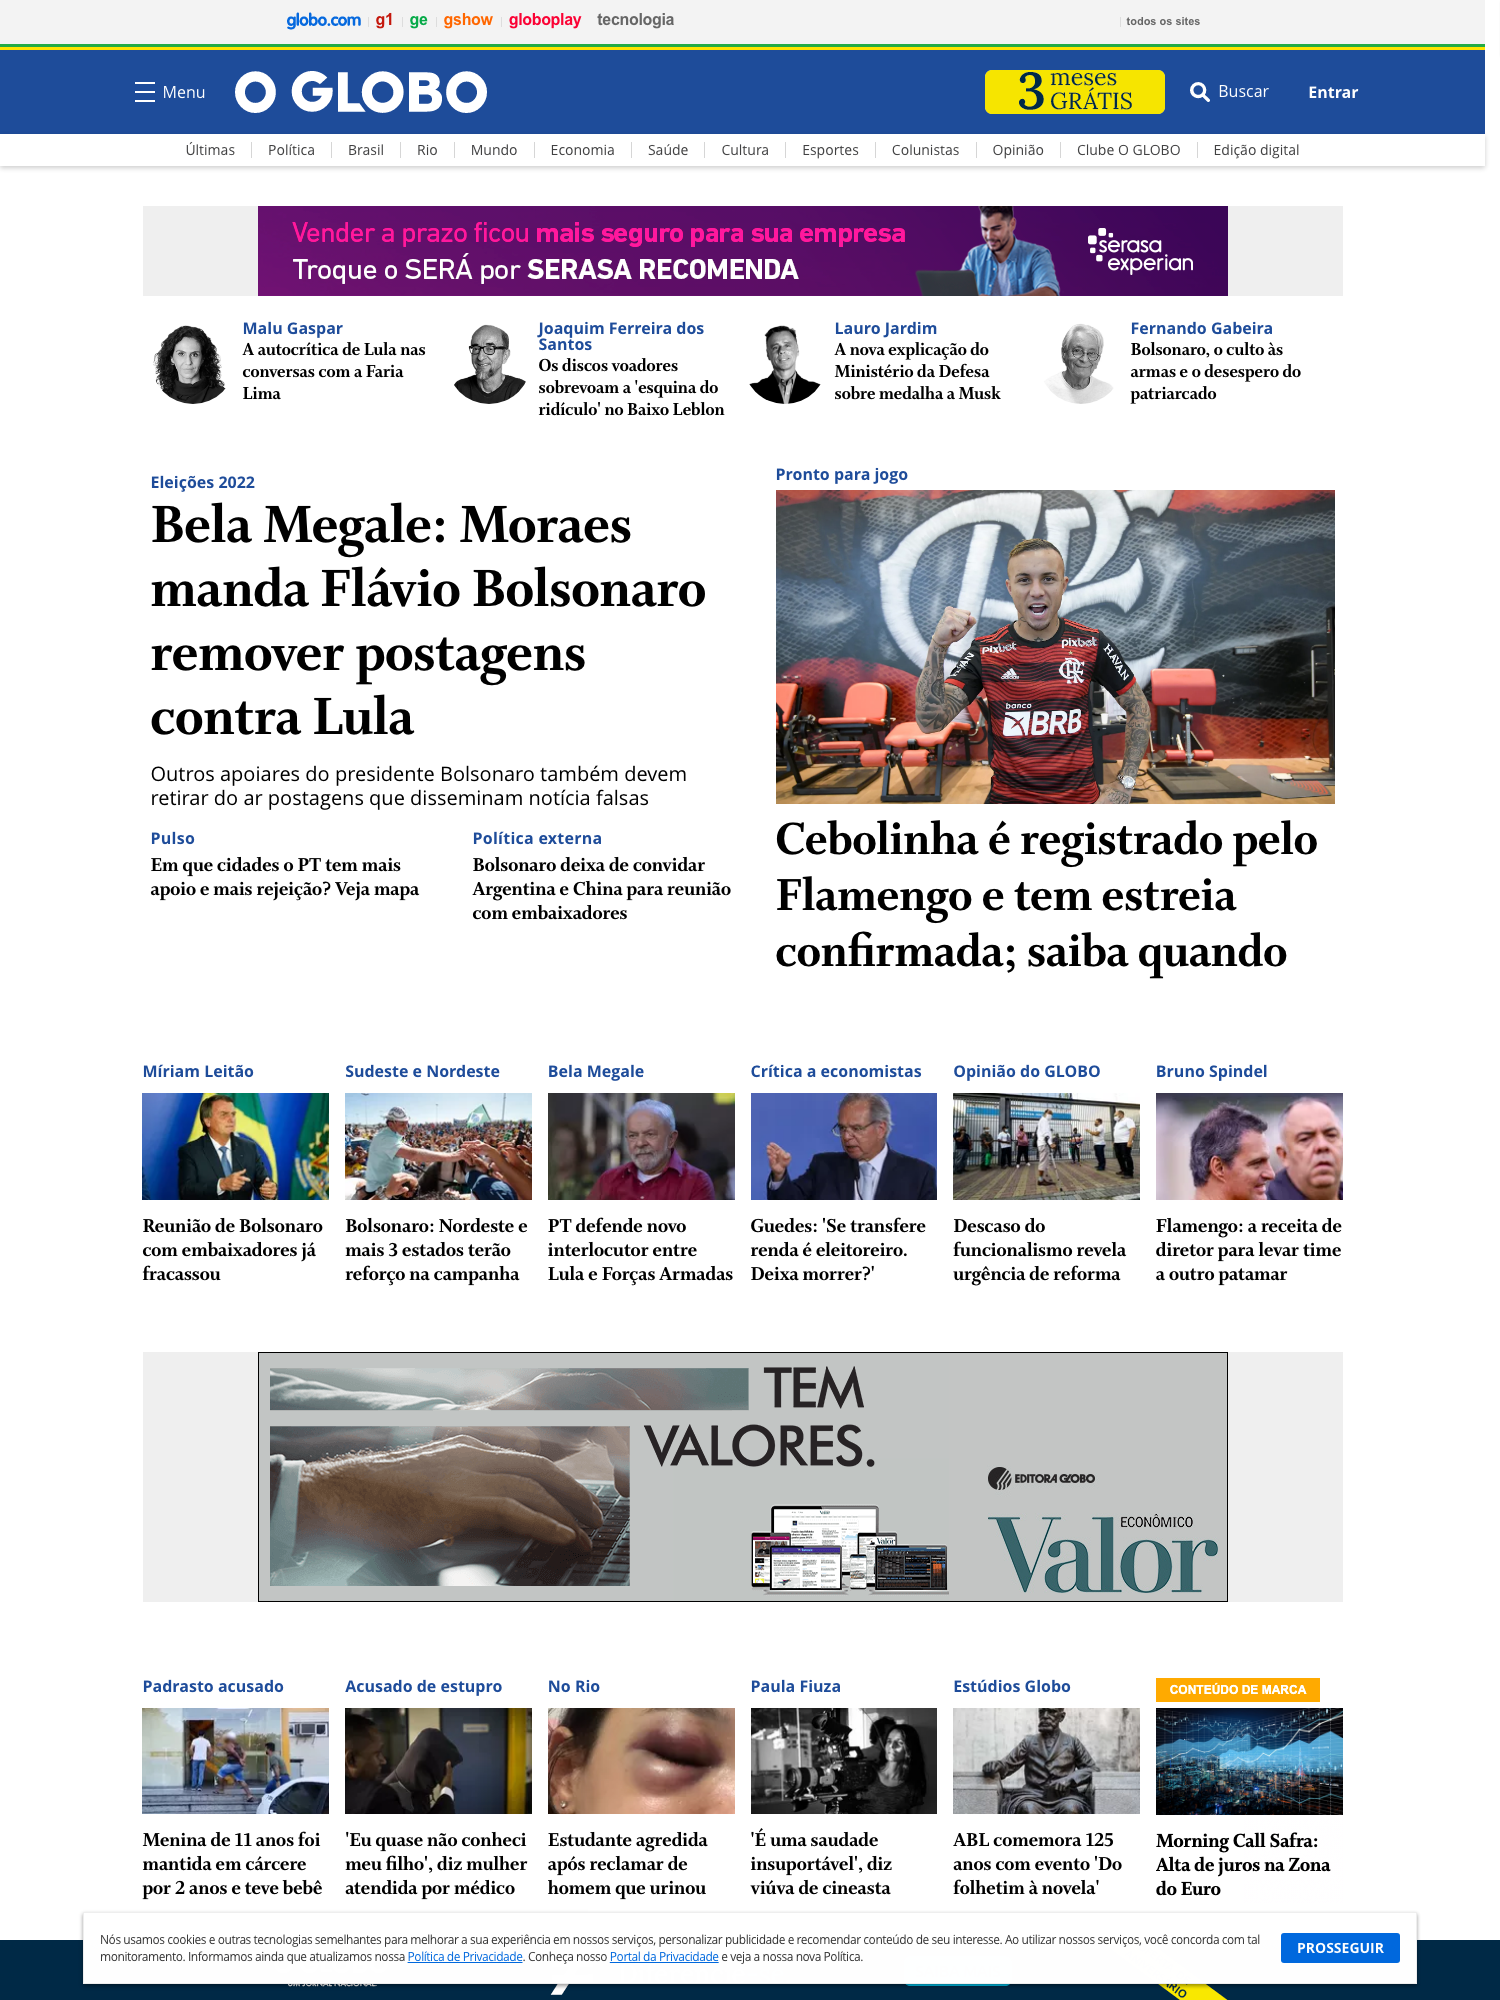 globo.com g1 ge gshow globoplay tecnologia todos os sites
Menu O GLOBO 3 meses GRÁTIS Buscar Entrar
Últimas Política Brasil Rio Mundo Economia Saúde Cultura Esportes Colunistas Opinião Clube O GLOBO Edição digital
Vender a prazo ficou mais seguro para sua empresa
Troque o SERÁ por SERASA RECOMENDA
serasa
experian
Malu Gaspar
A autocrítica de Lula nas
conversas com a Faria
Lima
Joaquim Ferreira dos
Santos
Os discos voadores
sobrevoam a 'esquina do
ridículo' no Baixo Leblon
Lauro Jardim
A nova explicação do
Ministério da Defesa
sobre medalha a Musk
Fernando Gabeira
Bolsonaro, o culto às
armas e o desespero do
patriarcado
Eleições 2022
Bela Megale: Moraes
manda Flávio Bolsonaro
remover postagens
contra Lula
Outros apoiares do presidente Bolsonaro também devem
retirar do ar postagens que disseminam notícia falsas
Pulso
Em que cidades o PT tem mais
apoio e mais rejeição? Veja mapa
Política externa
Bolsonaro deixa de convidar
Argentina e China para reunião
com embaixadores
Pronto para jogo
pixbet pixbet HAVAN
banco
BRB
Cebolinha é registrado pelo
Flamengo e tem estreia
confirmada; saiba quando
Míriam Leitão
Reunião de Bolsonaro
com embaixadores já
fracassou
Sudeste e Nordeste
Bolsonaro: Nordeste e
mais 3 estados terão
reforço na campanha
Bela Megale
PT defende novo
interlocutor entre
Lula e Forças Armadas
Crítica a economistas
Guedes: 'Se transfere
renda é eleitoreiro.
Deixa morrer?'
Opinião do GLOBO
Descaso do
funcionalismo revela
urgência de reforma
Bruno Spindel
Flamengo: a receita de
diretor para levar time
a outro patamar
TEM
VALORES.
EDITORA GLOBO
Valor ECONÔMICO
Padrasto acusado
Menina de 11 anos foi
mantida em cárcere
por 2 anos e teve bebê
Acusado de estupro
'Eu quase não conheci
meu filho', diz mulher
atendida por médico
No Rio
Estudante agredida
após reclamar de
homem que urinou
Paula Fiuza
'É uma saudade
insuportável', diz
viúva de cineasta
Estúdios Globo
ABL comemora 125
anos com evento 'Do
folhetim à novela'
CONTEÚDO DE MARCA
Morning Call Safra:
Alta de juros na Zona
do Euro
Nós usamos cookies e outras tecnologias semelhantes para melhorar a sua experiência em nossos serviços, personalizar publicidade e recomendar conteúdo de seu interesse. Ao utilizar nossos serviços, você concorda com tal
monitoramento. Informamos ainda que atualizamos nossa Política de Privacidade. Conheça nosso Portal da Privacidade e veja a nossa nova Política.
PROSSEGUIR